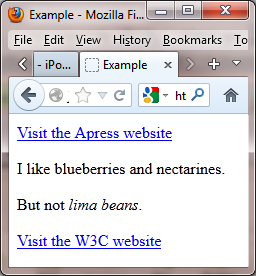 Example - Mozilla Fi...
File Edit View History Bookmarks To
- iPo... Example
ht
Visit the Apress website
I like blueberries and nectarines.
But not lima beans.
Visit the W3C website